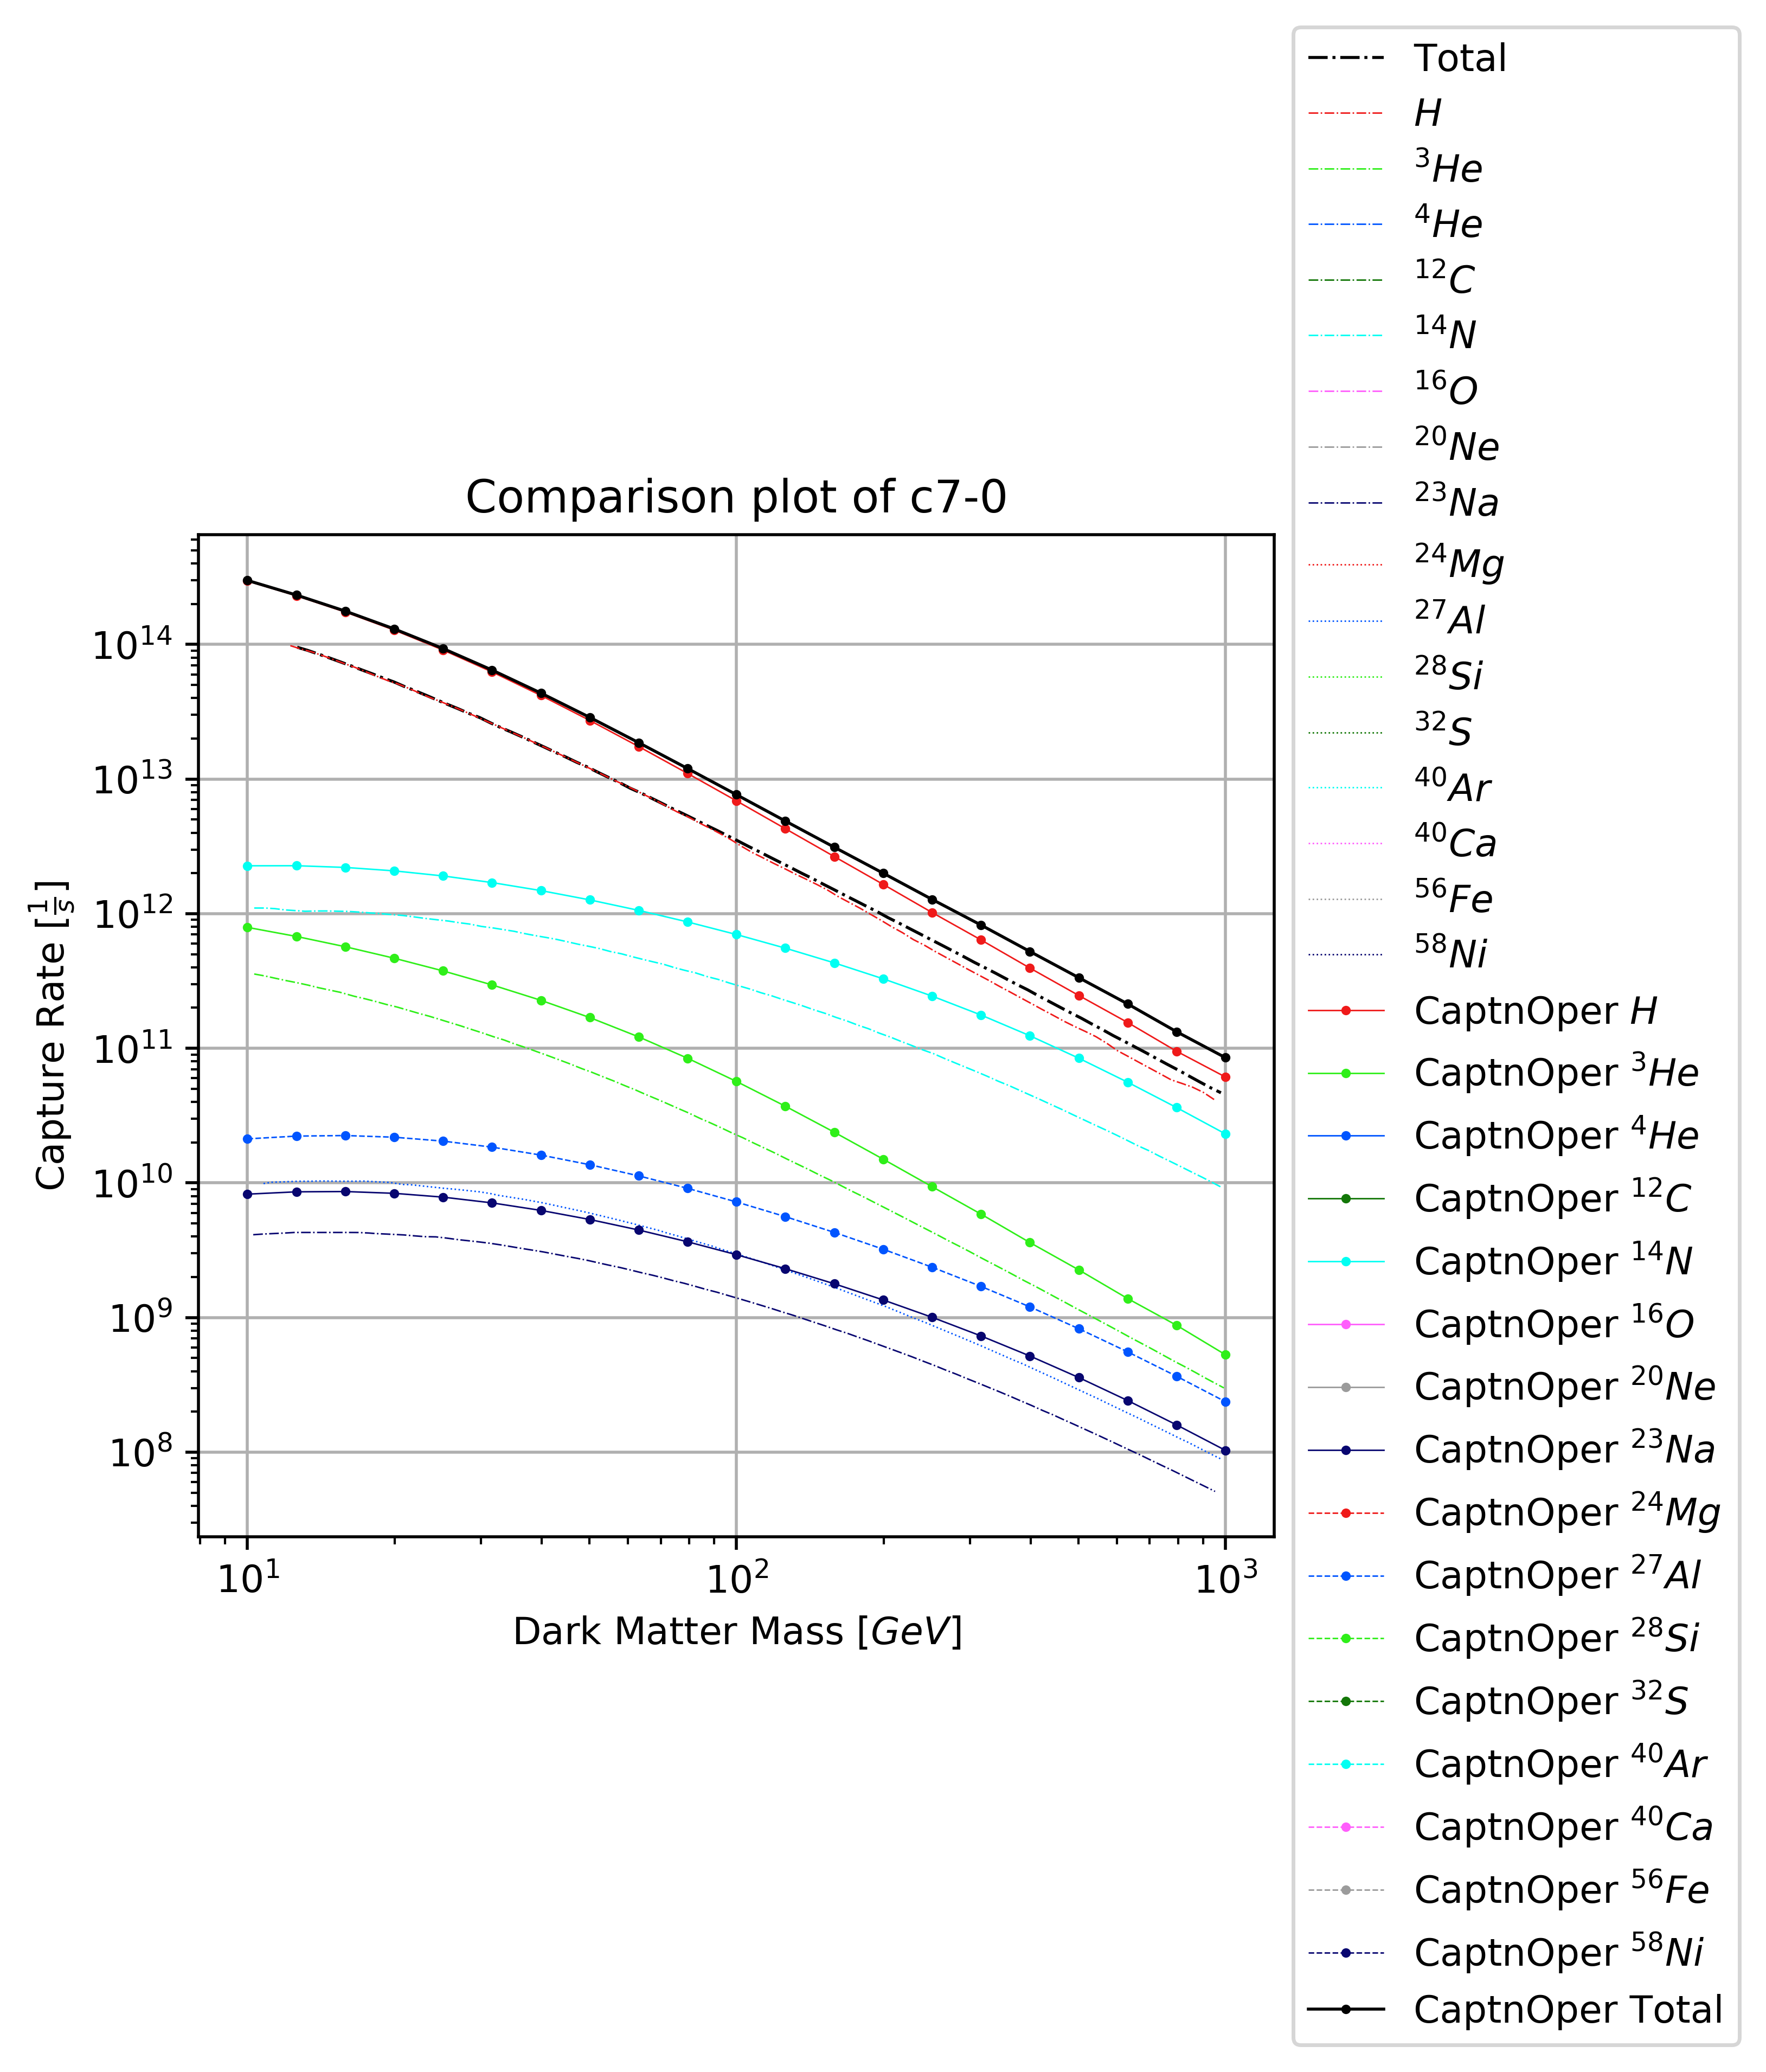 Comparison plot of c7-0
Capture Rate [1/s]
10^14
10^13
10^12
10^11
10^10
10^9
10^8
10^1 10^2 10^3
Dark Matter Mass [GeV]
Total
H
^3He
^4He
^12C
^14N
^16O
^20Ne
^23Na
^24Mg
^27Al
^28Si
^32S
^40Ar
^40Ca
^56Fe
^58Ni
CaptnOper H
CaptnOper ^3He
CaptnOper ^4He
CaptnOper ^12C
CaptnOper ^14N
CaptnOper ^16O
CaptnOper ^20Ne
CaptnOper ^23Na
CaptnOper ^24Mg
CaptnOper ^27Al
CaptnOper ^28Si
CaptnOper ^32S
CaptnOper ^40Ar
CaptnOper ^40Ca
CaptnOper ^56Fe
CaptnOper ^58Ni
CaptnOper Total